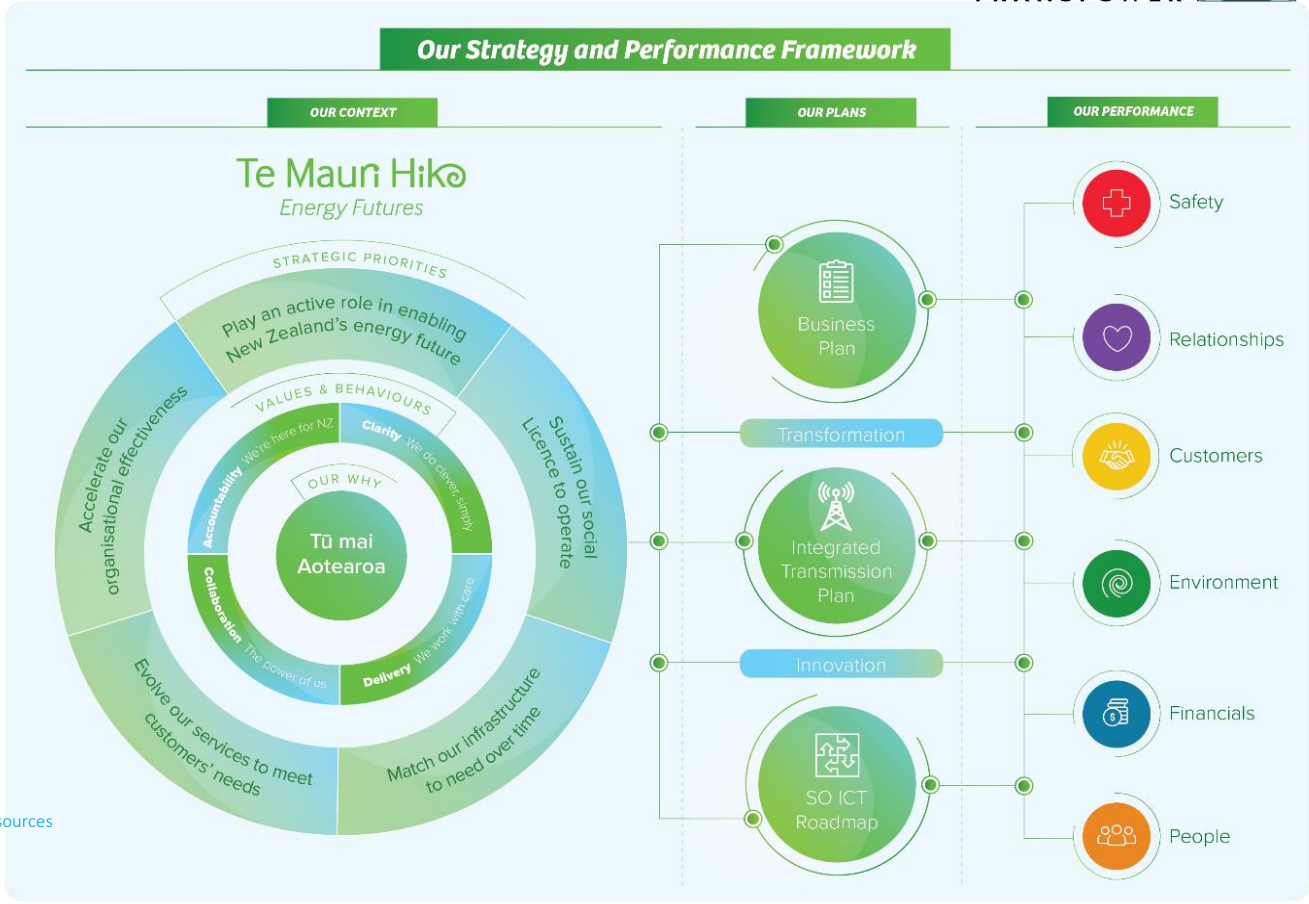 Our Strategy and Performance Framework
OUR CONTEXT
Te Mauri Hiko
Energy Futures
STRATEGIC PRIORITIES
Play an active role in enabling
New Zealand's energy future
Sustain our social
Licence to operate
Match our infrastructure
to need over time
Evolve our services to meet
customers' needs
Accelerate our
organisational effectiveness
VALUES & BEHAVIOURS
Clarity We do clever, simply
Delivery We work with care
Collaboration The power of us
Accountability We're here for NZ
OUR WHY
Tū mai
Aotearoa
OUR PLANS
Business
Plan
Transformation
Integrated
Transmission
Plan
Innovation
SO ICT
Roadmap
OUR PERFORMANCE
Safety
Relationships
Customers
Environment
Financials
People